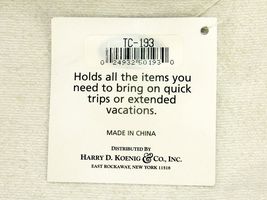 TC-193
0 24932 50193 0
Holds all the items you
need to bring on quick
trips or extended
vacations.
MADE IN CHINA
DISTRIBUTED BY
HARRY D. KOENIG & CO., INC.
EAST ROCKAWAY, NEW YORK 11518